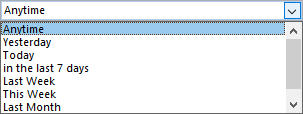 Anytime
Anytime
Yesterday
Today
in the last 7 days
Last Week
This Week
Last Month